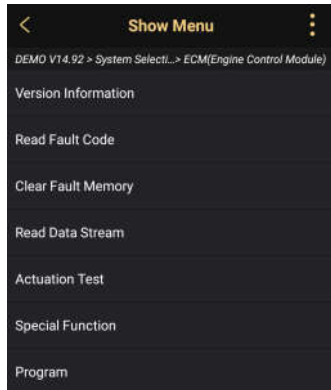 Show Menu
DEMO V14.92 > System Selecti...> ECM(Engine Control Module)
Version Information
Read Fault Code
Clear Fault Memory
Read Data Stream
Actuation Test
Special Function
Program